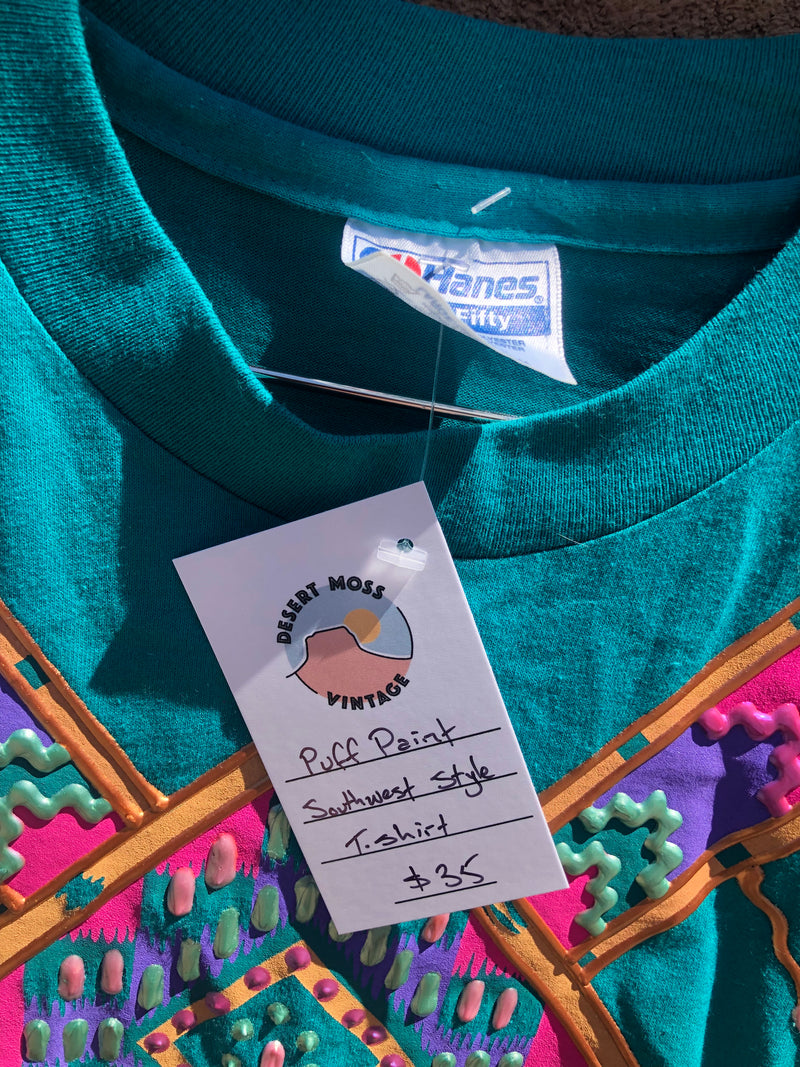 Hanes®
Fifty
DESERT MOSS
VINTAGE
Puff Paint
Southwest Style
T-shirt
$35